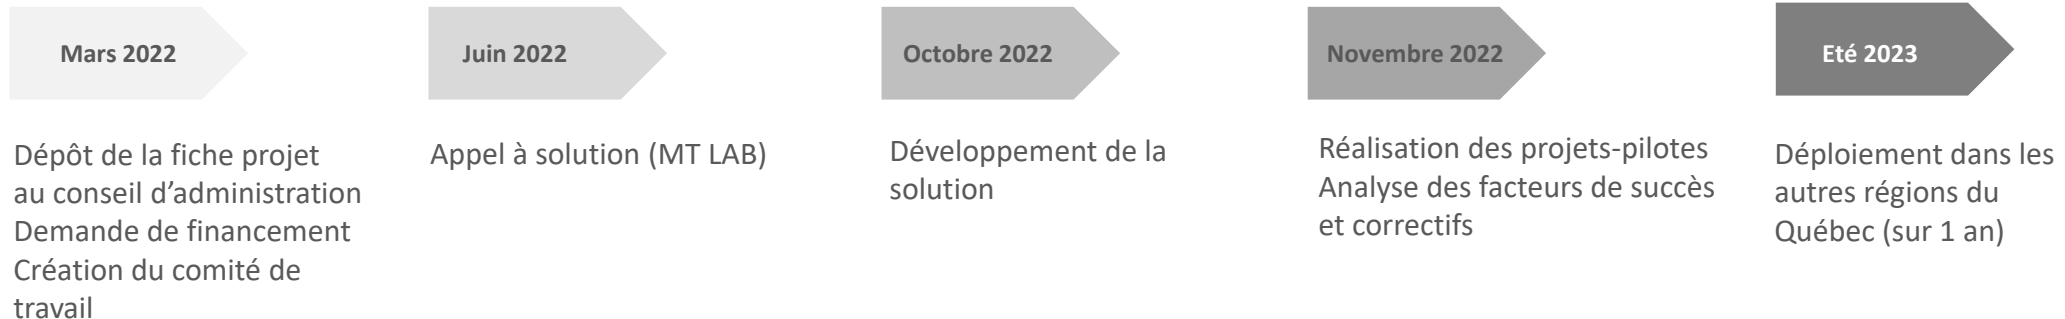 Mars 2022
Dépôt de la fiche projet
au conseil d’administration
Demande de financement
Création du comité de
travail
Juin 2022
Appel à solution (MT LAB)
Octobre 2022
Développement de la
solution
Novembre 2022
Réalisation des projets-pilotes
Analyse des facteurs de succès
et correctifs
Eté 2023
Déploiement dans les
autres régions du
Québec (sur 1 an)